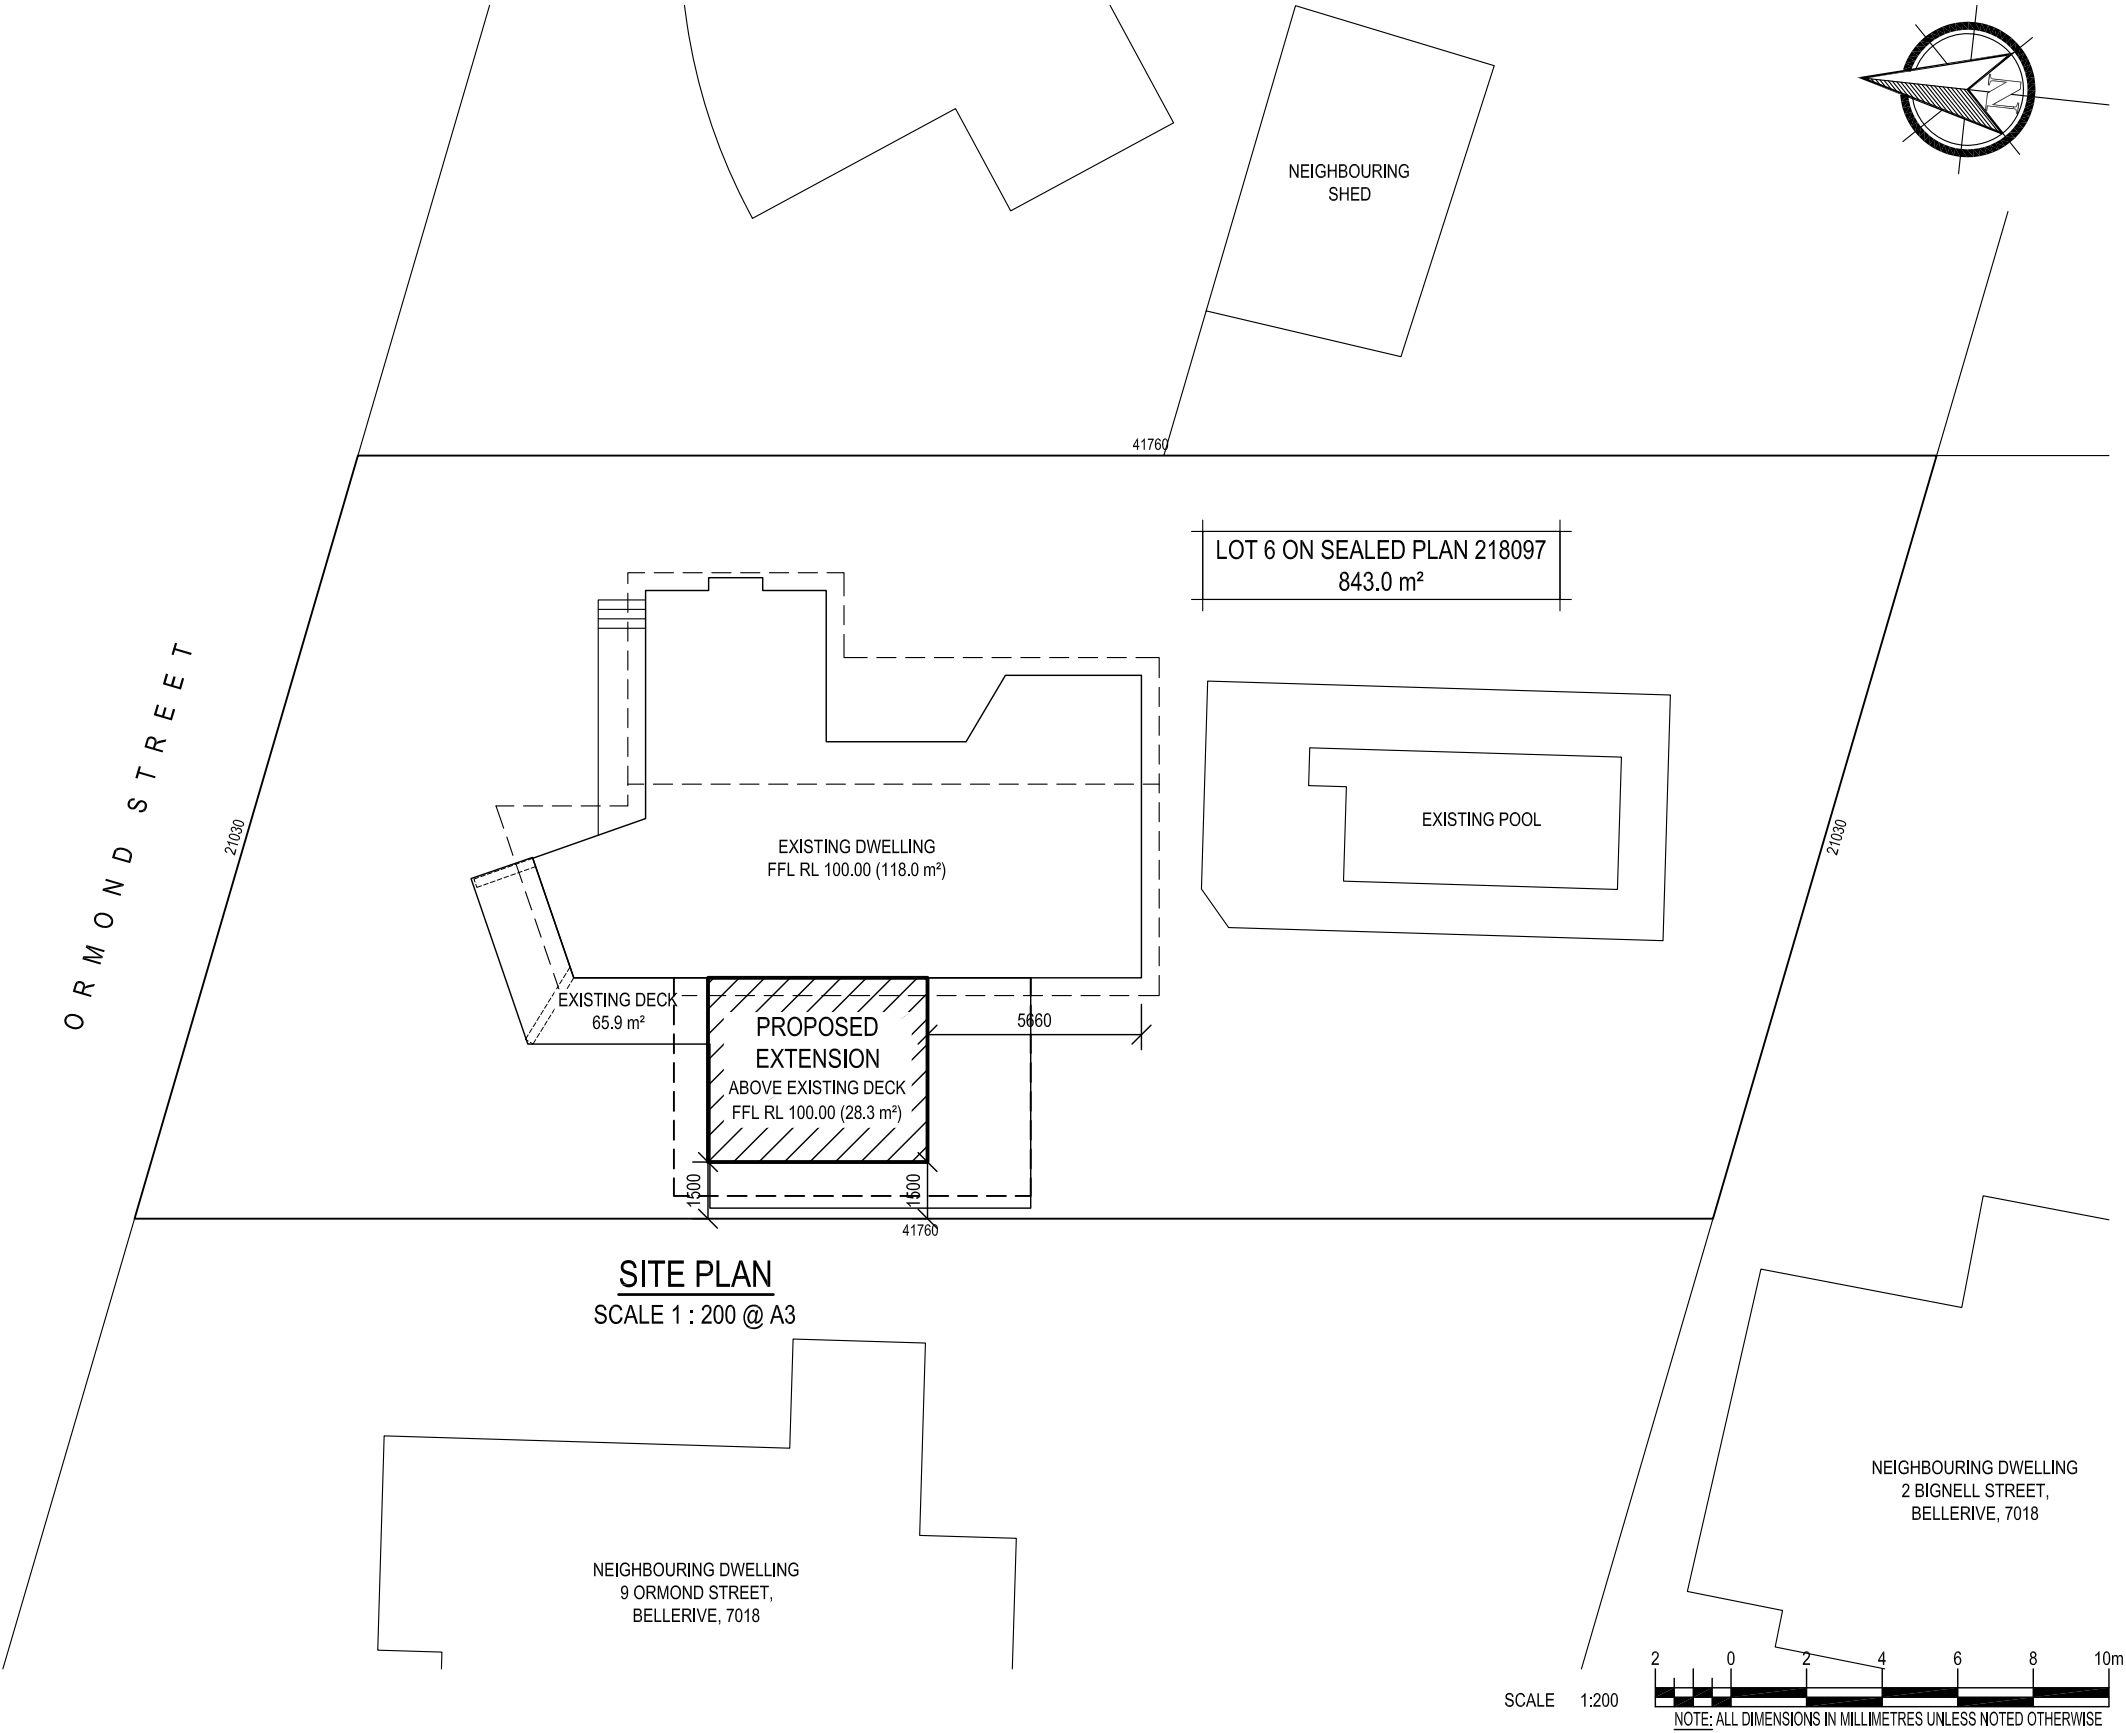 N
NEIGHBOURING
SHED
41760
LOT 6 ON SEALED PLAN 218097
843.0 m²
ORMOND STREET
21030
EXISTING DWELLING
FFL RL 100.00 (118.0 m²)
EXISTING POOL
21030
EXISTING DECK
65.9 m²
PROPOSED
EXTENSION
ABOVE EXISTING DECK
FFL RL 100.00 (28.3 m²)
5660
1500
1500
41760
SITE PLAN
SCALE 1 : 200 @ A3
NEIGHBOURING DWELLING
9 ORMOND STREET,
BELLERIVE, 7018
NEIGHBOURING DWELLING
2 BIGNELL STREET,
BELLERIVE, 7018
2 0 2 4 6 8 10m
SCALE 1:200
NOTE: ALL DIMENSIONS IN MILLIMETRES UNLESS NOTED OTHERWISE